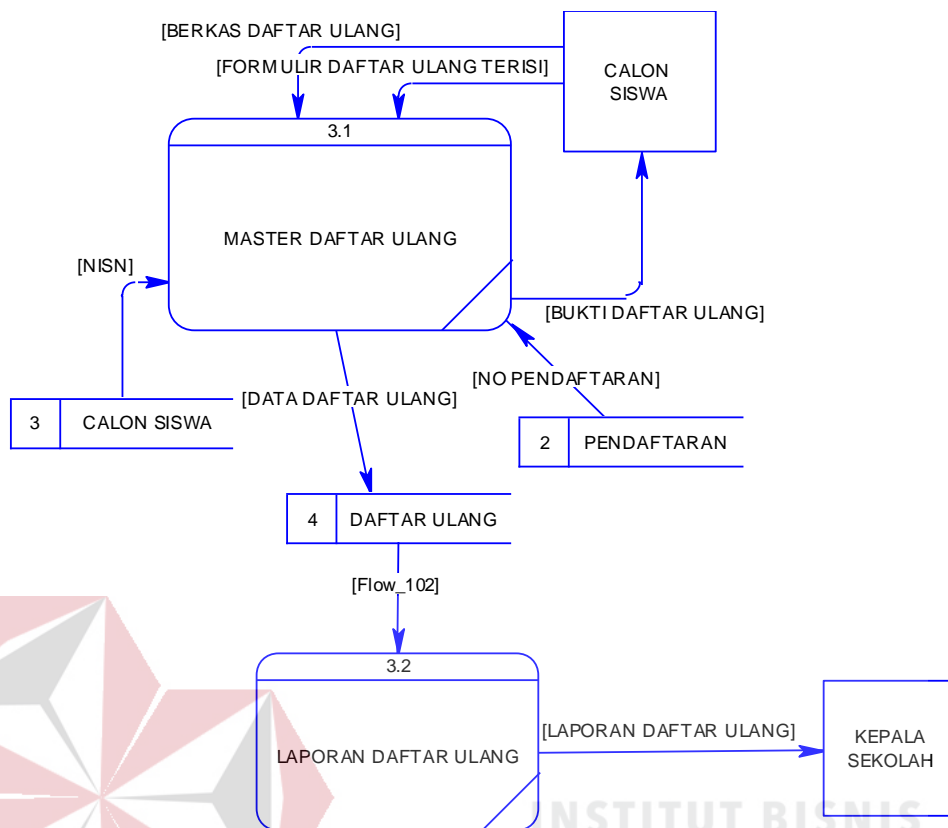 [BERKAS DAFTAR ULANG]
[FORMULIR DAFTAR ULANG TERISI]
CALON
SISWA
3.1
MASTER DAFTAR ULANG
[NISN]
[BUKTI DAFTAR ULANG]
[NO PENDAFTARAN]
[DATA DAFTAR ULANG]
3 CALON SISWA
2 PENDAFTARAN
4 DAFTAR ULANG
[Flow_102]
3.2
[LAPORAN DAFTAR ULANG]
LAPORAN DAFTAR ULANG
KEPALA
SEKOLAH
INSTITUT BISNIS